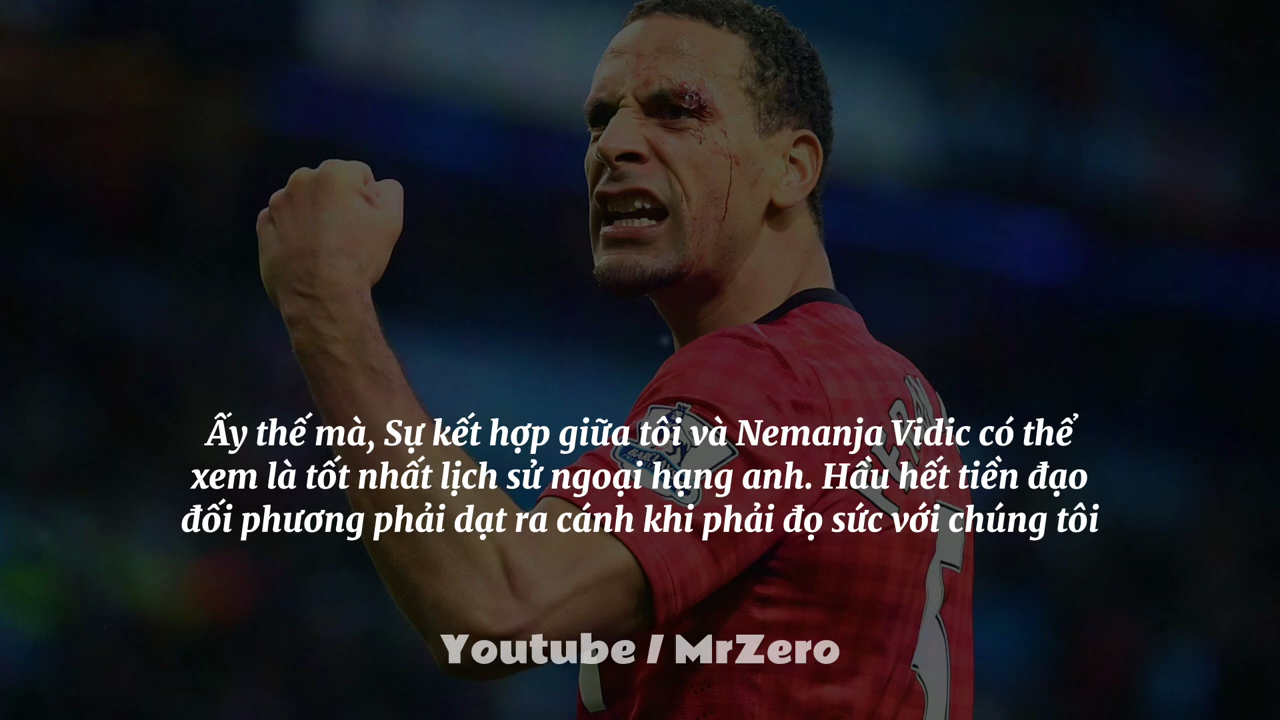 Ấy thế mà, Sự kết hợp giữa tôi và Nemanja Vidic có thể
xem là tốt nhất lịch sử ngoại hạng anh. Hầu hết tiền đạo
đối phương phải dạt ra cánh khi phải đọ sức với chúng tôi
Youtube / MrZero